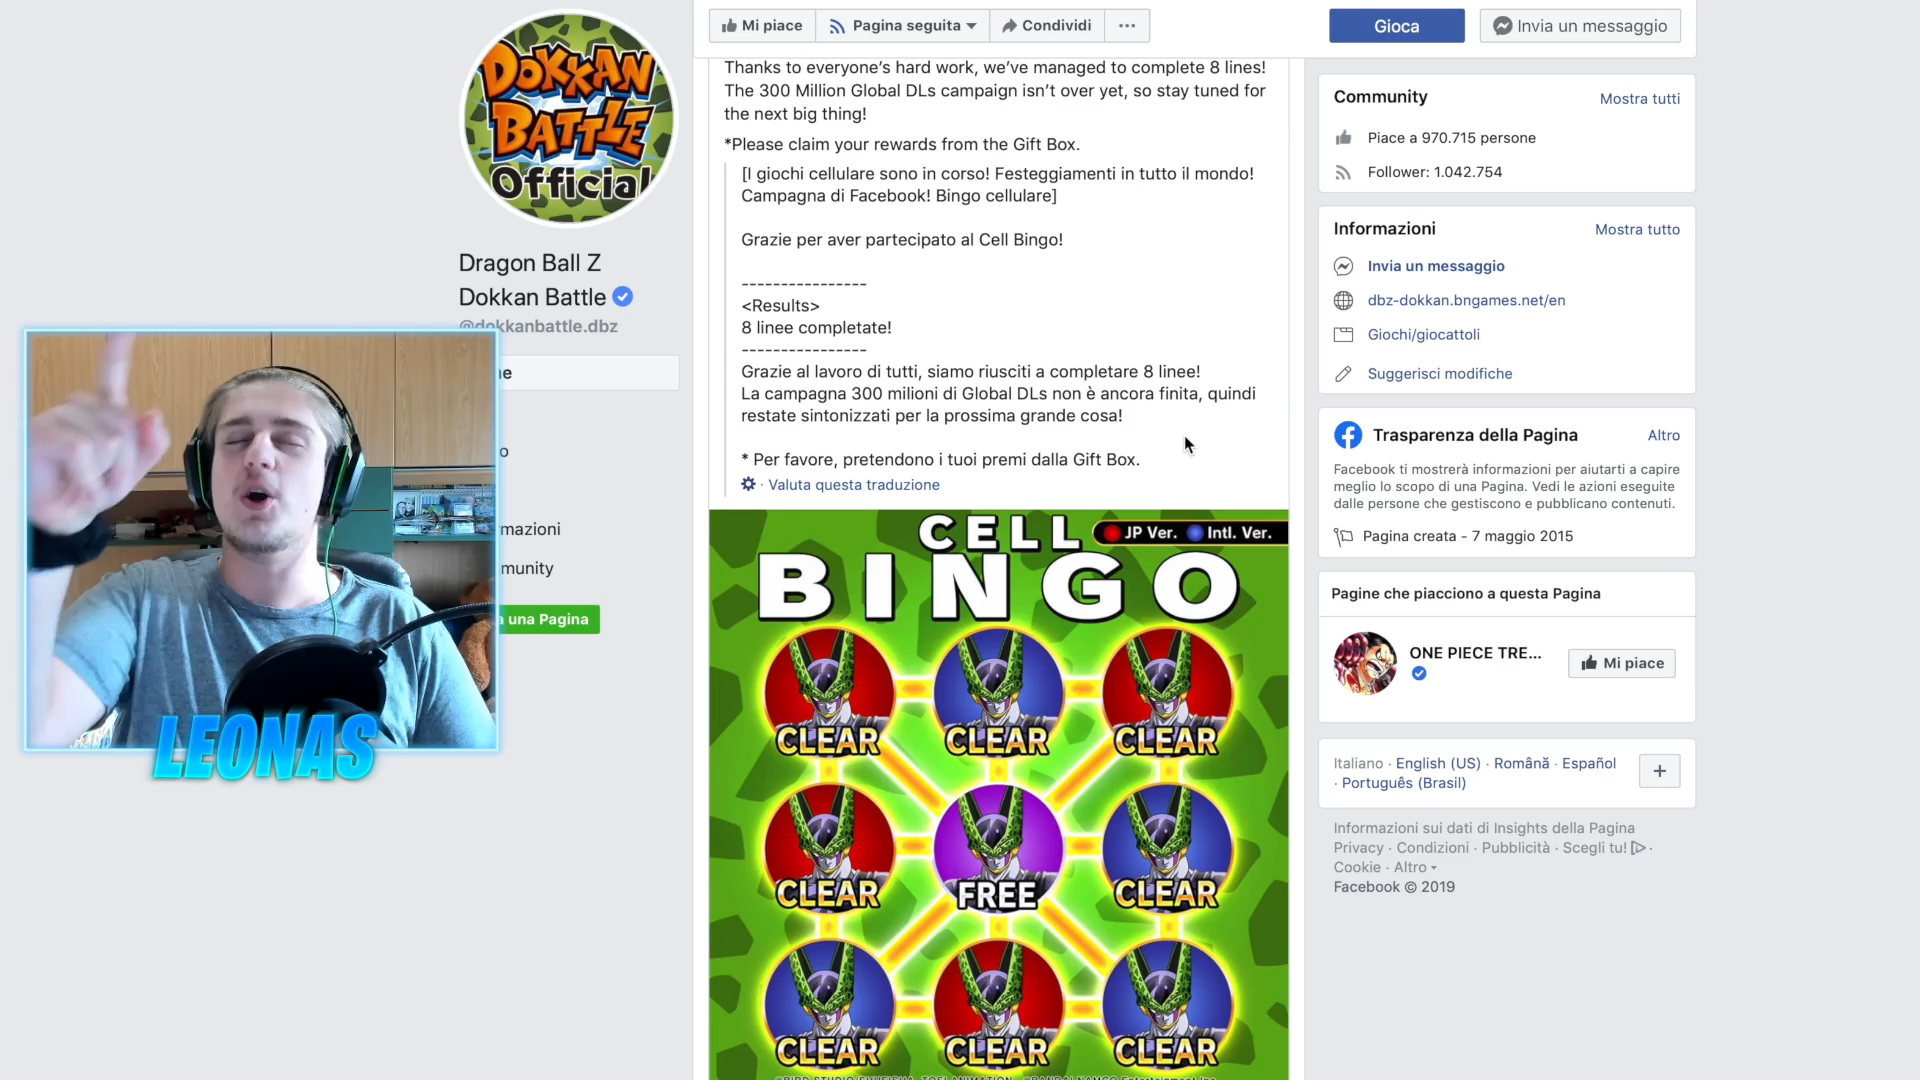 DOKKAN
BATTLE
Official
Dragon Ball Z
Dokkan Battle
@dokkanbattle.dbz
mazioni
munity
una Pagina
LEONAS
Mi piace
Pagina seguita
Condividi
Gioca
Invia un messaggio
Thanks to everyone's hard work, we've managed to complete 8 lines!
The 300 Million Global DLs campaign isn't over yet, so stay tuned for
the next big thing!
*Please claim your rewards from the Gift Box.
[I giochi cellulare sono in corso! Festeggiamenti in tutto il mondo!
Campagna di Facebook! Bingo cellulare]
Grazie per aver partecipato al Cell Bingo!
----------------
<Results>
8 linee completate!
----------------
Grazie al lavoro di tutti, siamo riusciti a completare 8 linee!
La campagna 300 milioni di Global DLs non è ancora finita, quindi
restate sintonizzati per la prossima grande cosa!
* Per favore, pretendono i tuoi premi dalla Gift Box.
· Valuta questa traduzione
CELL
JP Ver. Intl. Ver.
BINGO
CLEAR CLEAR CLEAR
CLEAR FREE CLEAR
CLEAR CLEAR CLEAR
Community
Mostra tutti
Piace a 970.715 persone
Follower: 1.042.754
Informazioni
Mostra tutto
Invia un messaggio
dbz-dokkan.bngames.net/en
Giochi/giocattoli
Suggerisci modifiche
Trasparenza della Pagina
Altro
Facebook ti mostrerà informazioni per aiutarti a capire
meglio lo scopo di una Pagina. Vedi le azioni eseguite
dalle persone che gestiscono e pubblicano contenuti.
Pagina creata - 7 maggio 2015
Pagine che piacciono a questa Pagina
ONE PIECE TRE...
Mi piace
Italiano · English (US) · Română · Español
· Português (Brasil)
Informazioni sui dati di Insights della Pagina
Privacy · Condizioni · Pubblicità · Scegli tu! ·
Cookie · Altro
Facebook © 2019